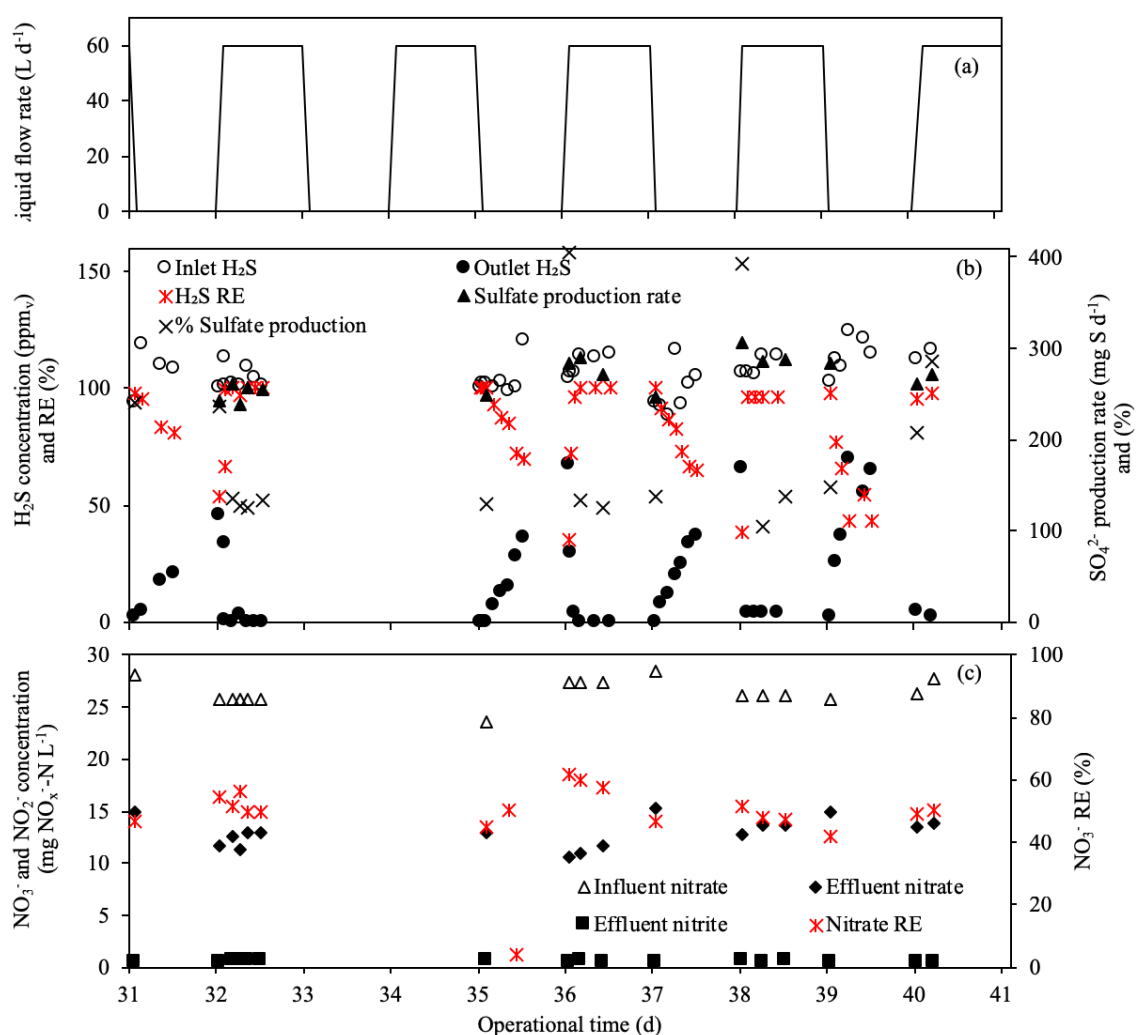 60
40
20
0
.iquid flow rate (L d⁻¹)
(a)
150
100
50
0
H₂S concentration (ppmᵥ)
and RE (%)
(b)
Inlet H₂S
Outlet H₂S
H₂S RE
Sulfate production rate
% Sulfate production
400
300
200
100
0
SO₄²⁻ production rate (mg S d⁻¹)
and (%)
30
25
20
15
10
5
0
NO₃⁻ and NO₂⁻ concentration
(mg NOₓ⁻-N L⁻¹)
(c)
Influent nitrate
Effluent nitrate
Effluent nitrite
Nitrate RE
100
80
60
40
20
0
NO₃⁻ RE (%)
31 32 33 34 35 36 37 38 39 40 41
Operational time (d)